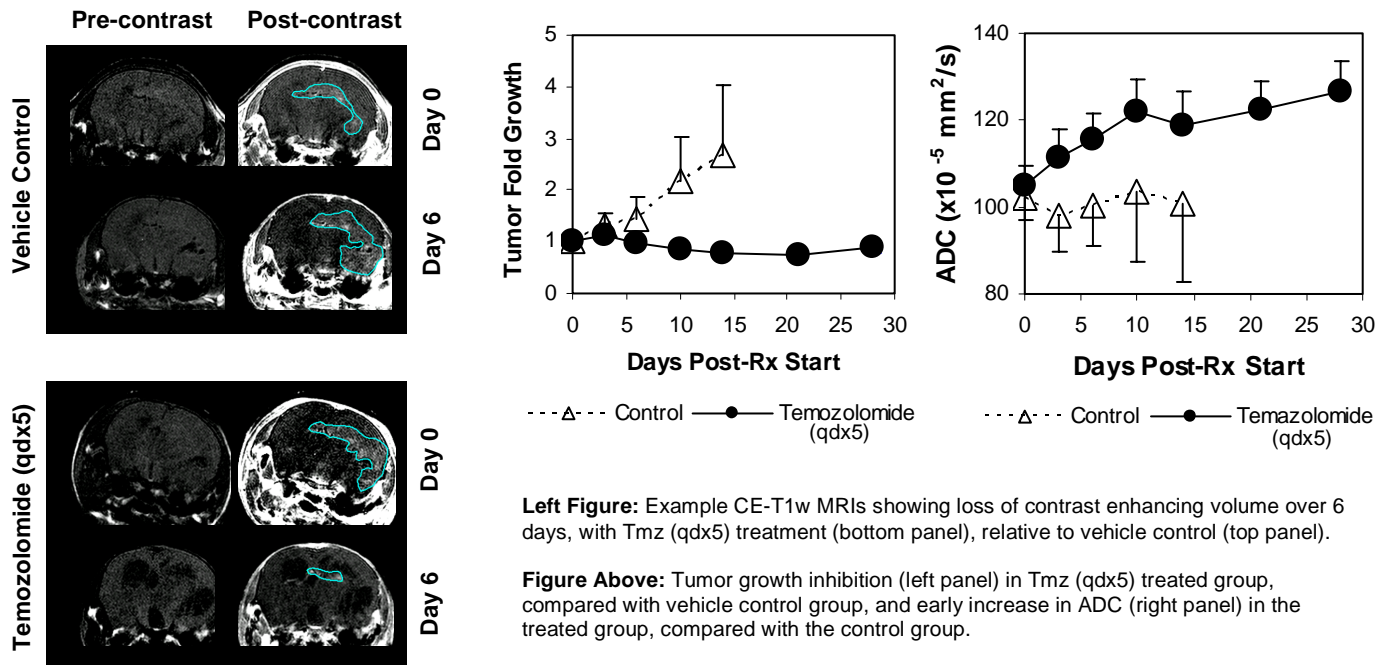 Pre-contrast Post-contrast
Vehicle Control
Day 0
Day 6
Temozolomide (qdx5)
Day 0
Day 6
5
4
3
2
1
0
Tumor Fold Growth
0 5 10 15 20 25 30
Days Post-Rx Start
Control
Temozolomide
(qdx5)
140
120
100
80
ADC (x10 -5 mm2/s)
0 5 10 15 20 25 30
Days Post-Rx Start
Control
Temazolomide
(qdx5)
Left Figure: Example CE-T1w MRIs showing loss of contrast enhancing volume over 6
days, with Tmz (qdx5) treatment (bottom panel), relative to vehicle control (top panel).
Figure Above: Tumor growth inhibition (left panel) in Tmz (qdx5) treated group,
compared with vehicle control group, and early increase in ADC (right panel) in the
treated group, compared with the control group.